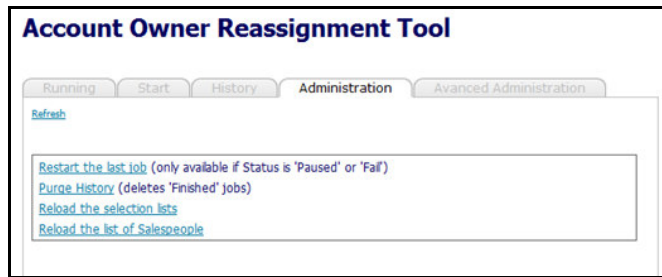 Account Owner Reassignment Tool
Running Start History Administration Avanced Administration
Refresh
Restart the last job (only available if Status is 'Paused' or 'Fail')
Purge History (deletes 'Finished' jobs)
Reload the selection lists
Reload the list of Salespeople